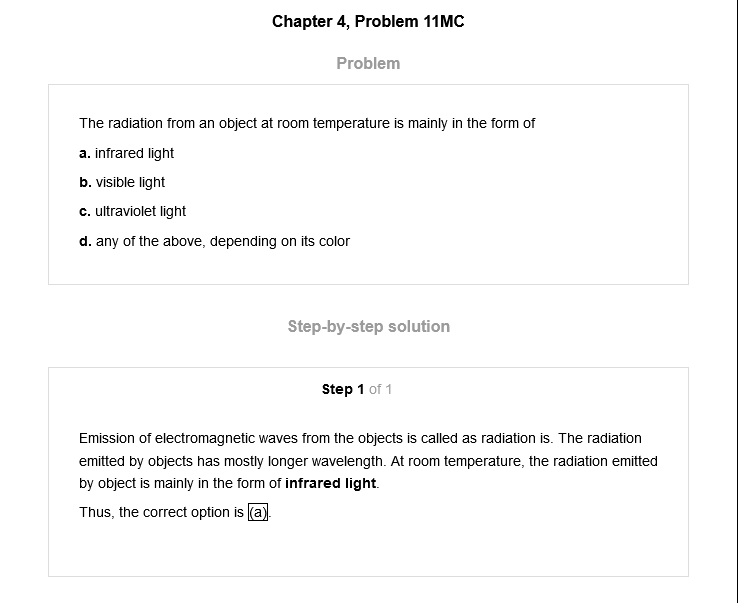 Chapter 4, Problem 11MC
Problem
The radiation from an object at room temperature is mainly in the form of
a. infrared light
b. visible light
c. ultraviolet light
d. any of the above, depending on its color
Step-by-step solution
Step 1 of 1
Emission of electromagnetic waves from the objects is called as radiation is. The radiation
emitted by objects has mostly longer wavelength. At room temperature, the radiation emitted
by object is mainly in the form of infrared light.
Thus, the correct option is (a).